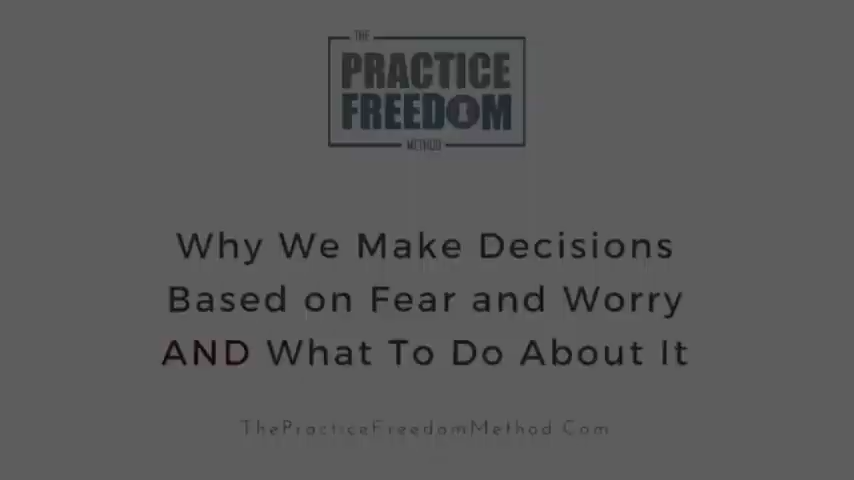 THE
PRACTICE
FREEDOM
METHOD
Why We Make Decisions
Based on Fear and Worry
AND What To Do About It
ThePracticeFreedomMethod.Com